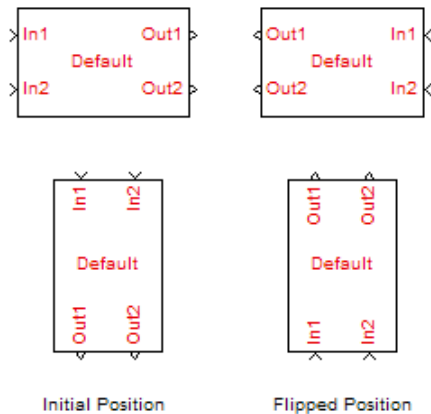 In1 Out1 Out1 In1
Default Default
In2 Out2 Out2 In2
In1 In2 Out1 Out2
Default Default
Out1 Out2 In1 In2
Initial Position Flipped Position